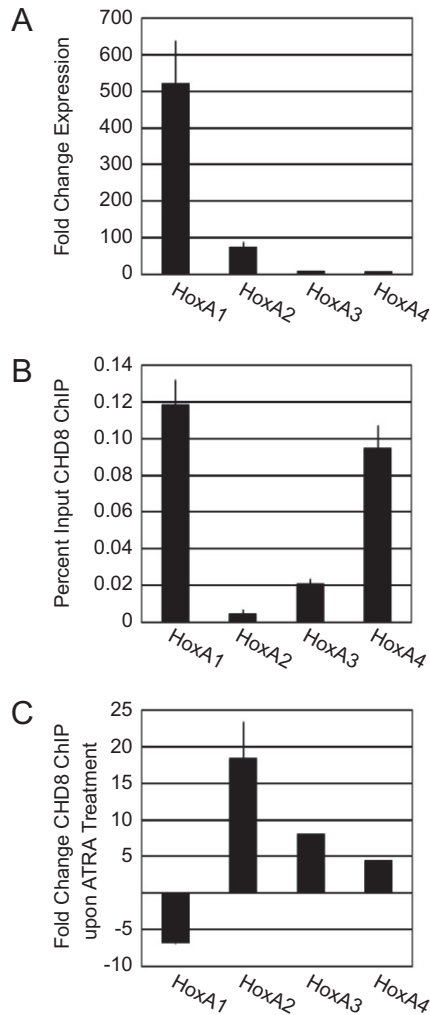 A
Fold Change Expression
700
600
500
400
300
200
100
0
HoxA1
HoxA2
HoxA3
HoxA4
B
Percent Input CHD8 ChIP
0.14
0.12
0.10
0.08
0.06
0.04
0.02
0
HoxA1
HoxA2
HoxA3
HoxA4
C
Fold Change CHD8 ChIP
upon ATRA Treatment
25
20
15
10
5
-5
-10
HoxA1
HoxA2
HoxA3
HoxA4